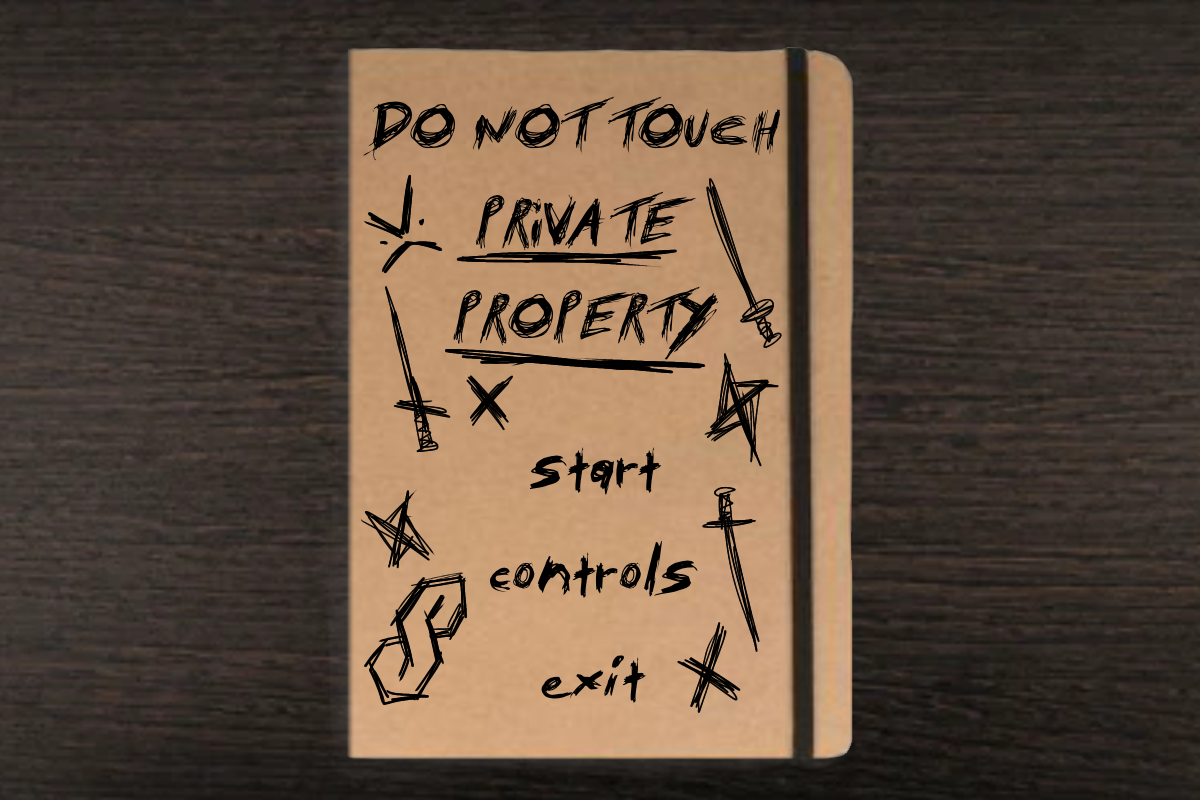 DO NOT TOUCH
PRiVATE
PROPERTY
start
controls
exit